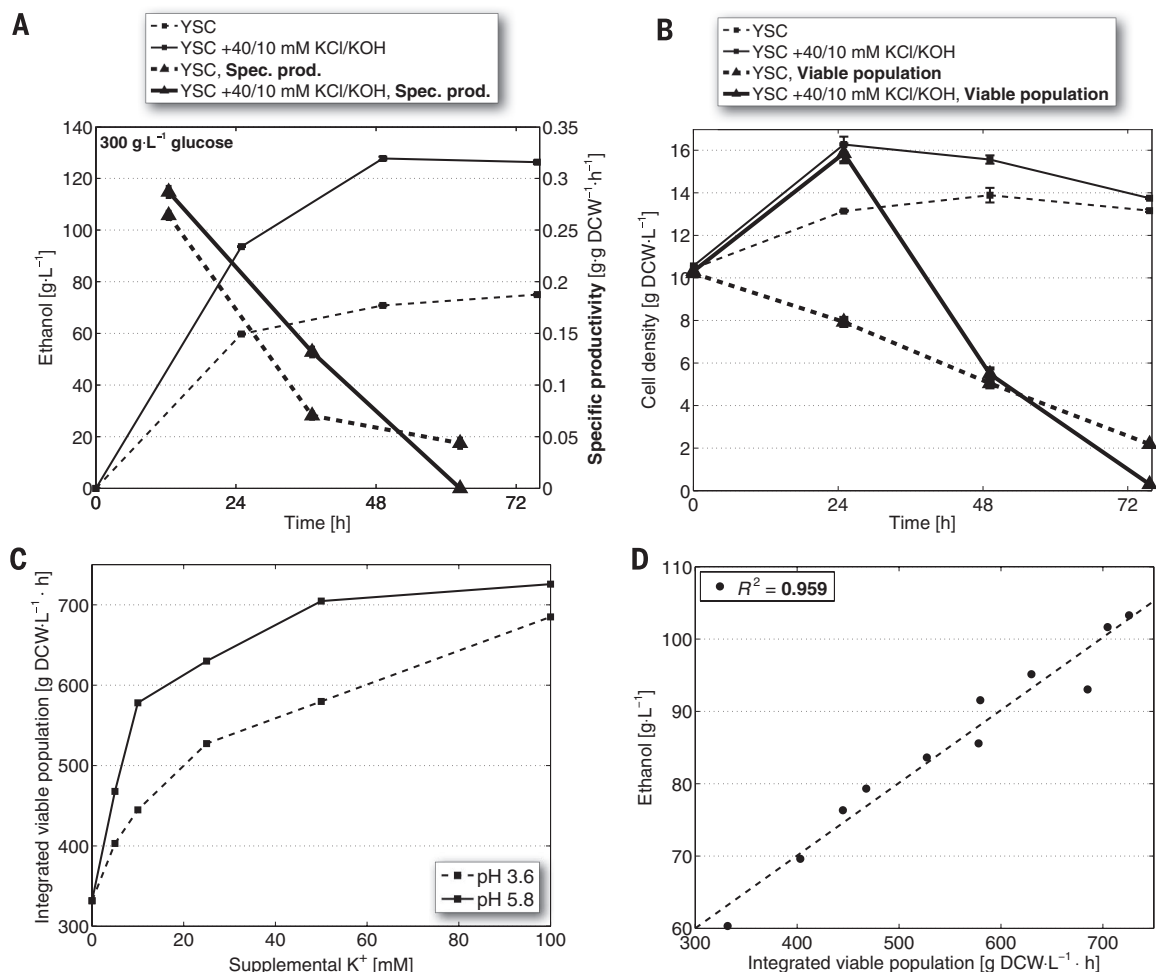 A
YSC
YSC +40/10 mM KCl/KOH
YSC, Spec. prod.
YSC +40/10 mM KCl/KOH, Spec. prod.
300 g·L⁻¹ glucose
140
120
100
80
60
40
20
0
Ethanol [g·L⁻¹]
0.35
0.3
0.25
0.2
0.15
0.1
0.05
0
Specific productivity [g·g DCW⁻¹·h⁻¹]
0 24 48 72
Time [h]
B
YSC
YSC +40/10 mM KCl/KOH
YSC, Viable population
YSC +40/10 mM KCl/KOH, Viable population
16
14
12
10
8
6
4
2
0
Cell density [g DCW·L⁻¹]
0 24 48 72
Time [h]
C
700
600
500
400
300
Integrated viable population [g DCW·L⁻¹ · h]
pH 3.6
pH 5.8
0 20 40 60 80 100
Supplemental K⁺ [mM]
D
R² = 0.959
110
100
90
80
70
60
Ethanol [g·L⁻¹]
300 400 500 600 700
Integrated viable population [g DCW·L⁻¹ · h]